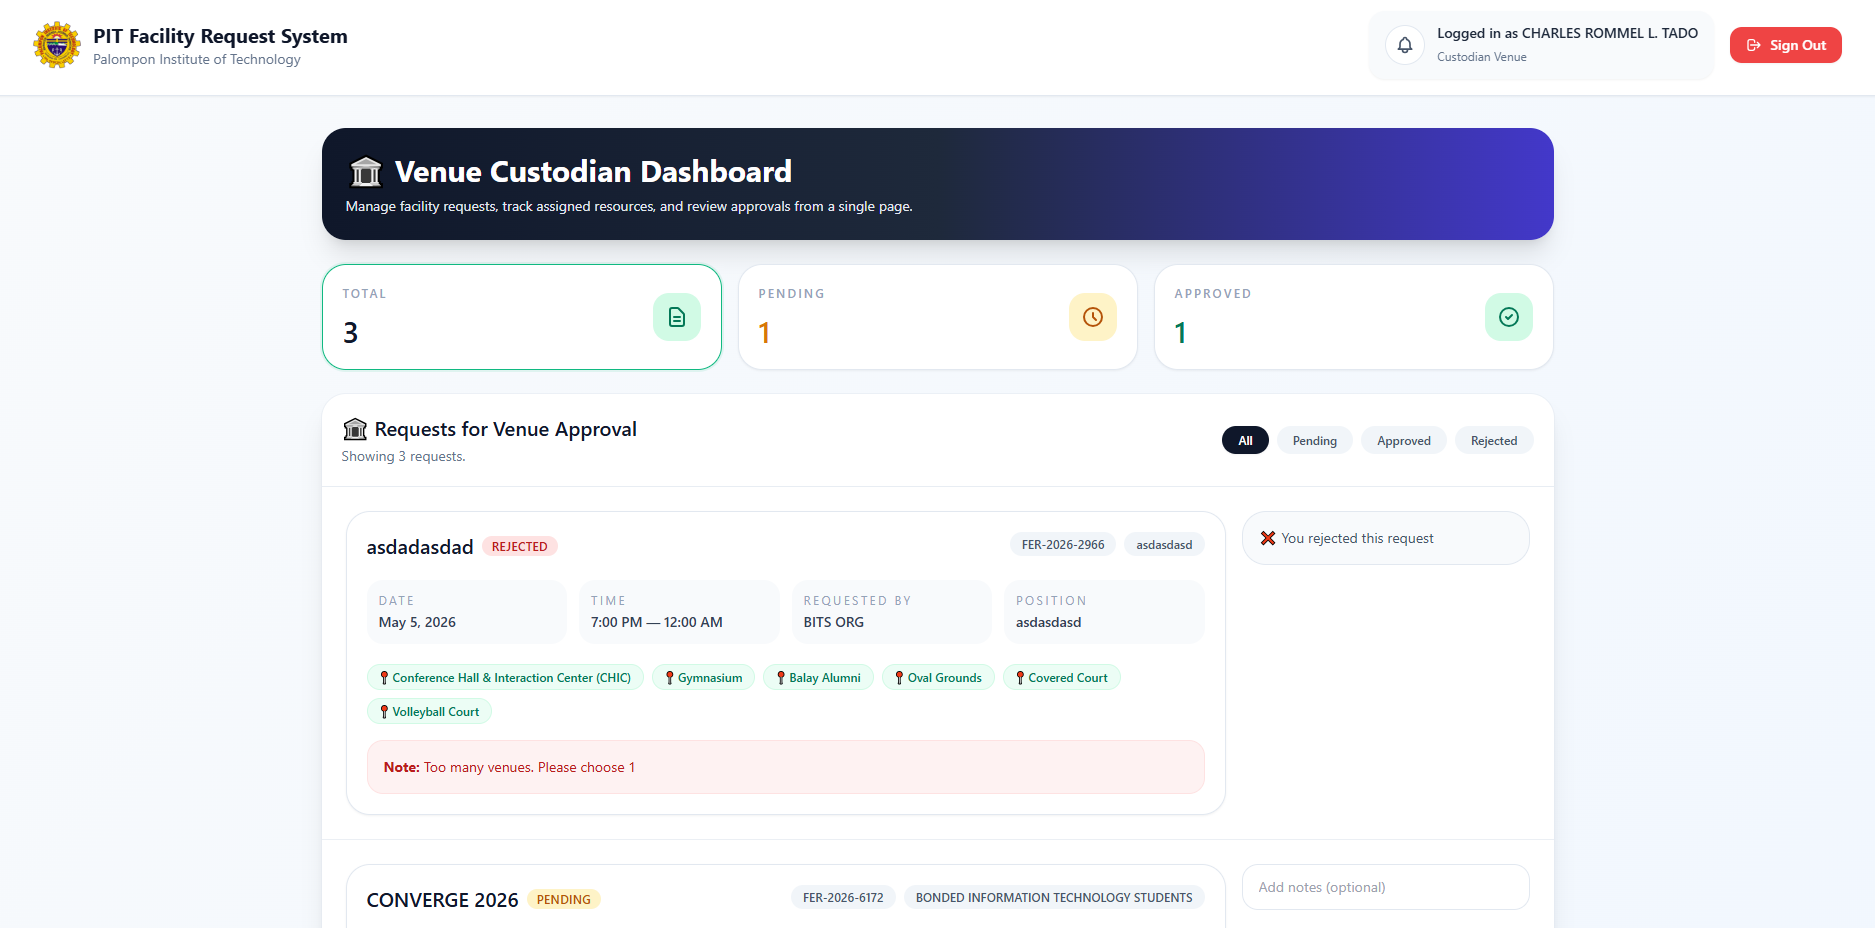 PIT Facility Request System
Palompon Institute of Technology
Logged in as CHARLES ROMMEL L. TADO
Custodian Venue
Sign Out
Venue Custodian Dashboard
Manage facility requests, track assigned resources, and review approvals from a single page.
TOTAL
3
PENDING
1
APPROVED
1
Requests for Venue Approval
Showing 3 requests.
All
Pending
Approved
Rejected
asdadasdad
REJECTED
FER-2026-2966
asdasdasd
You rejected this request
DATE
May 5, 2026
TIME
7:00 PM — 12:00 AM
REQUESTED BY
BITS ORG
POSITION
asdasdasd
Conference Hall & Interaction Center (CHIC)
Gymnasium
Balay Alumni
Oval Grounds
Covered Court
Volleyball Court
Note: Too many venues. Please choose 1
CONVERGE 2026
PENDING
FER-2026-6172
BONDED INFORMATION TECHNOLOGY STUDENTS
Add notes (optional)